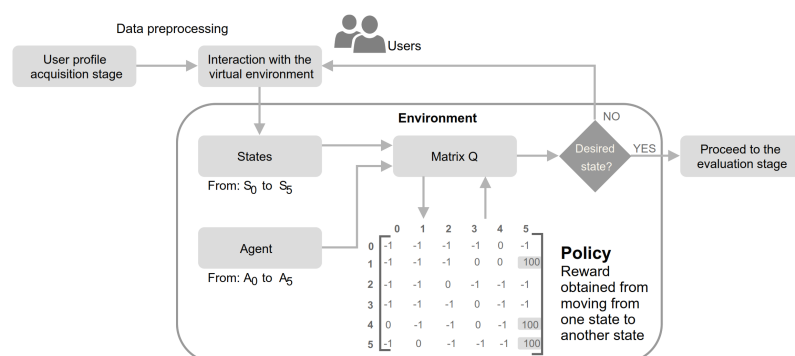 Data preprocessing
Users
User profile
acquisition stage
Interaction with the
virtual environment
Environment
NO
States
Matrix Q
Desired
state?
YES
Proceed to the
evaluation stage
From: S0 to S5
Agent
From: A0 to A5
0 1 2 3 4 5
0 -1 -1 -1 -1 0 -1
1 -1 -1 -1 0 0 100
2 -1 -1 0 -1 -1 -1
3 -1 -1 -1 0 -1 -1
4 0 -1 -1 0 -1 100
5 -1 0 -1 -1 -1 100
Policy
Reward
obtained from
moving from
one state to
another state